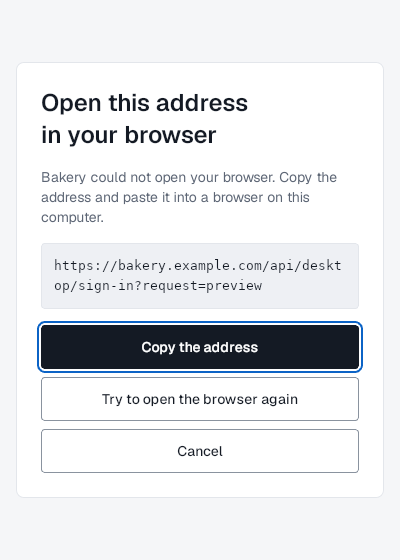 Open this address
in your browser
Bakery could not open your browser. Copy the
address and paste it into a browser on this
computer.
https://bakery.example.com/api/deskt
op/sign-in?request=preview
Copy the address
Try to open the browser again
Cancel